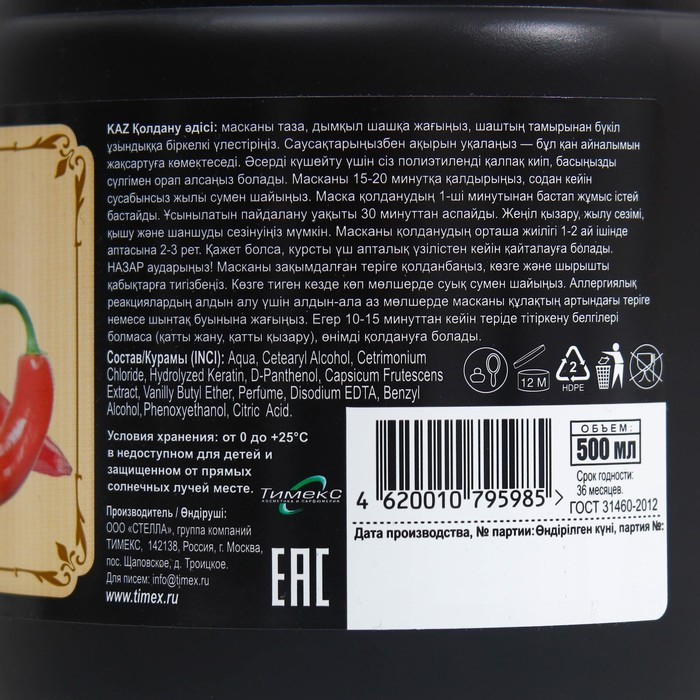 KAZ Қолдану әдісі: масканы таза, дымқыл шашқа жағыңыз, шаштың тамырынан бүкіл
ұзындыққа біркелкі үлестіріңіз. Саусақтарыңызбен ақырын уқалаңыз — бұл қан айналымын
жақсартуға көмектеседі. Әсерді күшейту үшін сіз полиэтиленді қалпақ киіп, басыңызды
сүлгімен орап алсаңыз болады. Масканы 15-20 минутқа қалдырыңыз, содан кейін
сусабынсыз жылы сумен шайыңыз. Маска қолданудың 1-ші минутынан бастап жұмыс істей
бастайды. Ұсынылатын пайдалану уақыты 30 минуттан аспайды. Жеңіл қызару, жылу сезімі,
қышу және шаншуды сезінуіңіз мүмкін. Масканы қолданудың орташа жиілігі 1-2 ай ішінде
аптасына 2-3 рет. Қажет болса, курсты үш апталық үзілістен кейін қайталауға болады.
НАЗАР аударыңыз! Масканы зақымдалған теріге қолданбаңыз, көзге және шырышты
қабықтарға тигізбеңіз. Көзге тиген кезде көп мөлшерде суық сумен шайыңыз. Аллергиялық
реакциялардың алдын алу үшін алдын-ала аз мөлшерде масканы құлақтың артындағы теріге
немесе шынтақ буынына жағыңыз. Егер 10-15 минуттан кейін теріде тітіркену белгілері
болмаса (қатты жану, қатты қызару), өнімді қолдануға болады.
Состав/Курамы (INCI): Aqua, Cetearyl Alcohol, Cetrimonium
Chloride, Hydrolyzed Keratin, D-Panthenol, Capsicum Frutescens
Extract, Vanilly Butyl Ether, Perfume, Disodium EDTA, Benzyl
Alcohol, Phenoxyethanol, Citric Acid.
12 M
2
HDPE
Условия хранения: от 0 до +25°С
в недоступном для детей и
защищенном от прямых
солнечных лучей месте.
Тимекс
КОСМЕТИКА И ПАРФЮМЕРИЯ
Производитель / Өндіруші:
ООО «СТЕЛЛА», группа компаний
ТИМЕКС, 142138, Россия, г. Москва,
пос. Щаповское, д. Троицкое.
Для писем: info@timex.ru
www.timex.ru
EAC
4 620010 795985 >
ОБЪЕМ:
500 МЛ
Срок годности:
36 месяцев.
ГОСТ 31460-2012
Дата производства, № партии: Өндірілген күні, партия №: